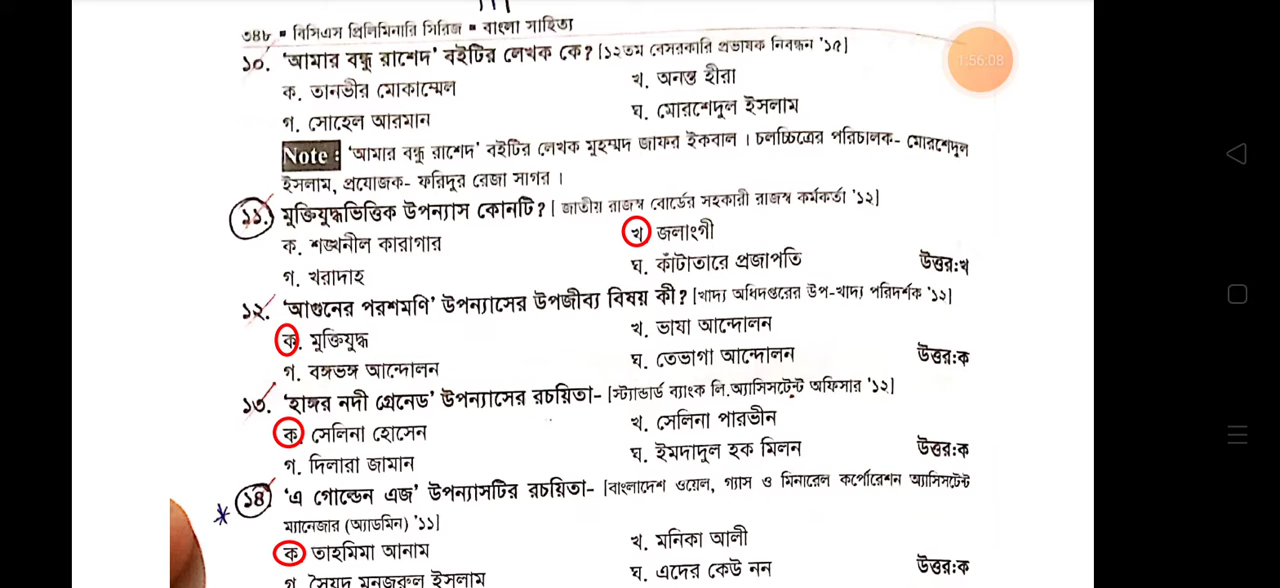 ৩৪৮ ▪ বিসিএস প্রিলিমিনারি সিরিজ ▪ বাংলা সাহিত্য
1:56:08
১০. ‘আমার বন্ধু রাশেদ’ বইটির লেখক কে? [১২তম বেসরকারি প্রভাষক নিবন্ধন '১৫]
ক. তানভীর মোকাম্মেল খ. অনন্ত হীরা
গ. সোহেল আরমান ঘ. মোরশেদুল ইসলাম
Note : ‘আমার বন্ধু রাশেদ’ বইটির লেখক মুহম্মদ জাফর ইকবাল। চলচ্চিত্রের পরিচালক- মোরশেদুল
ইসলাম, প্রযোজক- ফরিদুর রেজা সাগর।
১১. মুক্তিযুদ্ধভিত্তিক উপন্যাস কোনটি? [জাতীয় রাজস্ব বোর্ডের সহকারী রাজস্ব কর্মকর্তা '১২]
ক. শঙ্খনীল কারাগার খ জলাংগী
গ. খরাদাহ ঘ. কাঁটাতারে প্রজাপতি উত্তর:খ
১২. ‘আগুনের পরশমণি’ উপন্যাসের উপজীব্য বিষয় কী? [খাদ্য অধিদপ্তরের উপ-খাদ্য পরিদর্শক '১২]
ক. মুক্তিযুদ্ধ খ. ভাষা আন্দোলন
গ. বঙ্গভঙ্গ আন্দোলন ঘ. তেভাগা আন্দোলন উত্তর:ক
১৩. ‘হাঙ্গর নদী গ্রেনেড’ উপন্যাসের রচয়িতা- [স্ট্যান্ডার্ড ব্যাংক লি.অ্যাসিসটেন্ট অফিসার '১২]
ক. সেলিনা হোসেন খ. সেলিনা পারভীন
গ. দিলারা জামান ঘ. ইমদাদুল হক মিলন উত্তর:ক
১৪. ‘এ গোল্ডেন এজ’ উপন্যাসটির রচয়িতা- [বাংলাদেশ ওয়েল, গ্যাস ও মিনারেল কর্পোরেশন অ্যাসিসটেন্ট
ম্যানেজার (অ্যাডমিন) '১১]
ক তাহমিমা আনাম খ. মনিকা আলী
গ. সৈয়দ মনজুরুল ইসলাম ঘ. এদের কেউ নন উত্তর:ক